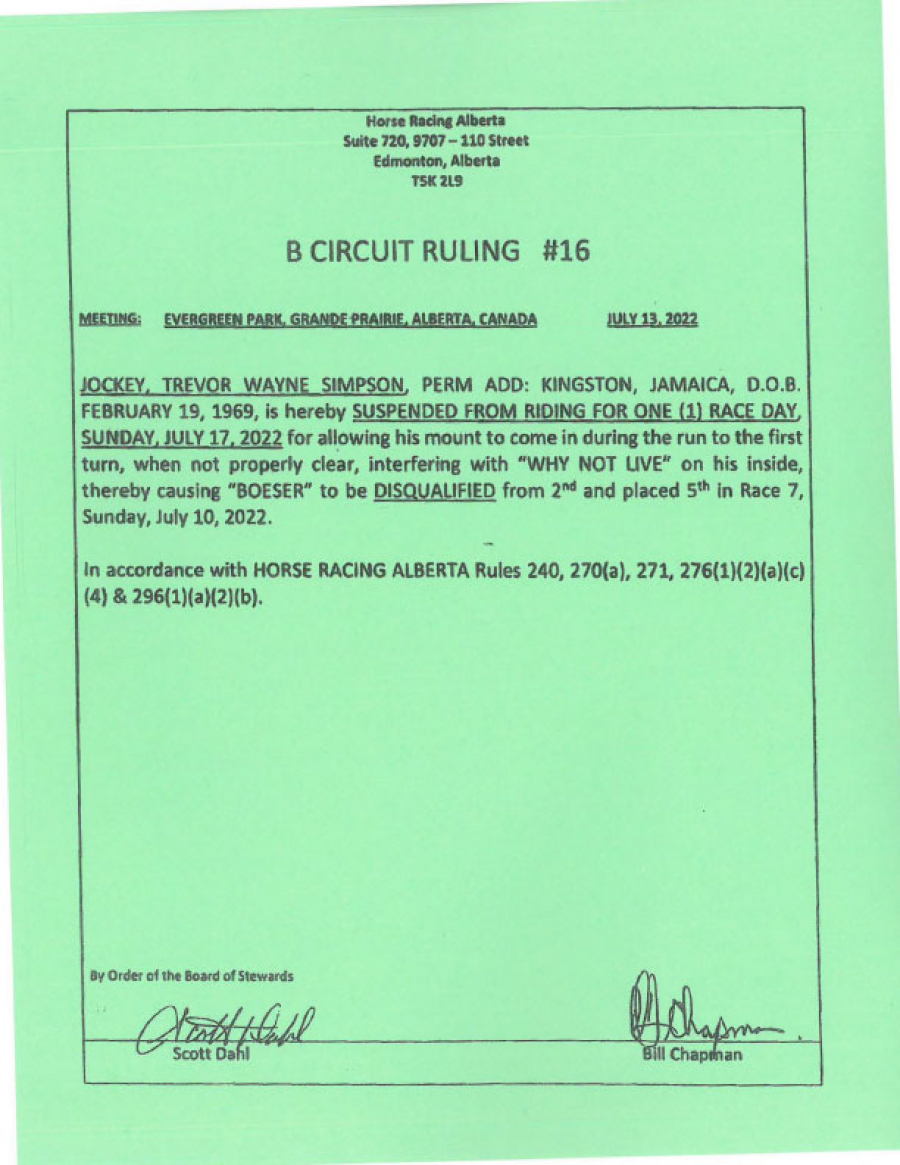 Horse Racing Alberta
Suite 720, 9707 – 110 Street
Edmonton, Alberta
T5K 2L9
B CIRCUIT RULING #16
MEETING: EVERGREEN PARK, GRANDE PRAIRIE, ALBERTA, CANADA JULY 13, 2022
JOCKEY, TREVOR WAYNE SIMPSON, PERM ADD: KINGSTON, JAMAICA, D.O.B.
FEBRUARY 19, 1969, is hereby SUSPENDED FROM RIDING FOR ONE (1) RACE DAY,
SUNDAY, JULY 17, 2022 for allowing his mount to come in during the run to the first
turn, when not properly clear, interfering with “WHY NOT LIVE” on his inside,
thereby causing “BOESER” to be DISQUALIFIED from 2nd and placed 5th in Race 7,
Sunday, July 10, 2022.
In accordance with HORSE RACING ALBERTA Rules 240, 270(a), 271, 276(1)(2)(a)(c)
(4) & 296(1)(a)(2)(b).
By Order of the Board of Stewards
Scott Dahl
Chapman
Scott Dahl
Bill Chapman